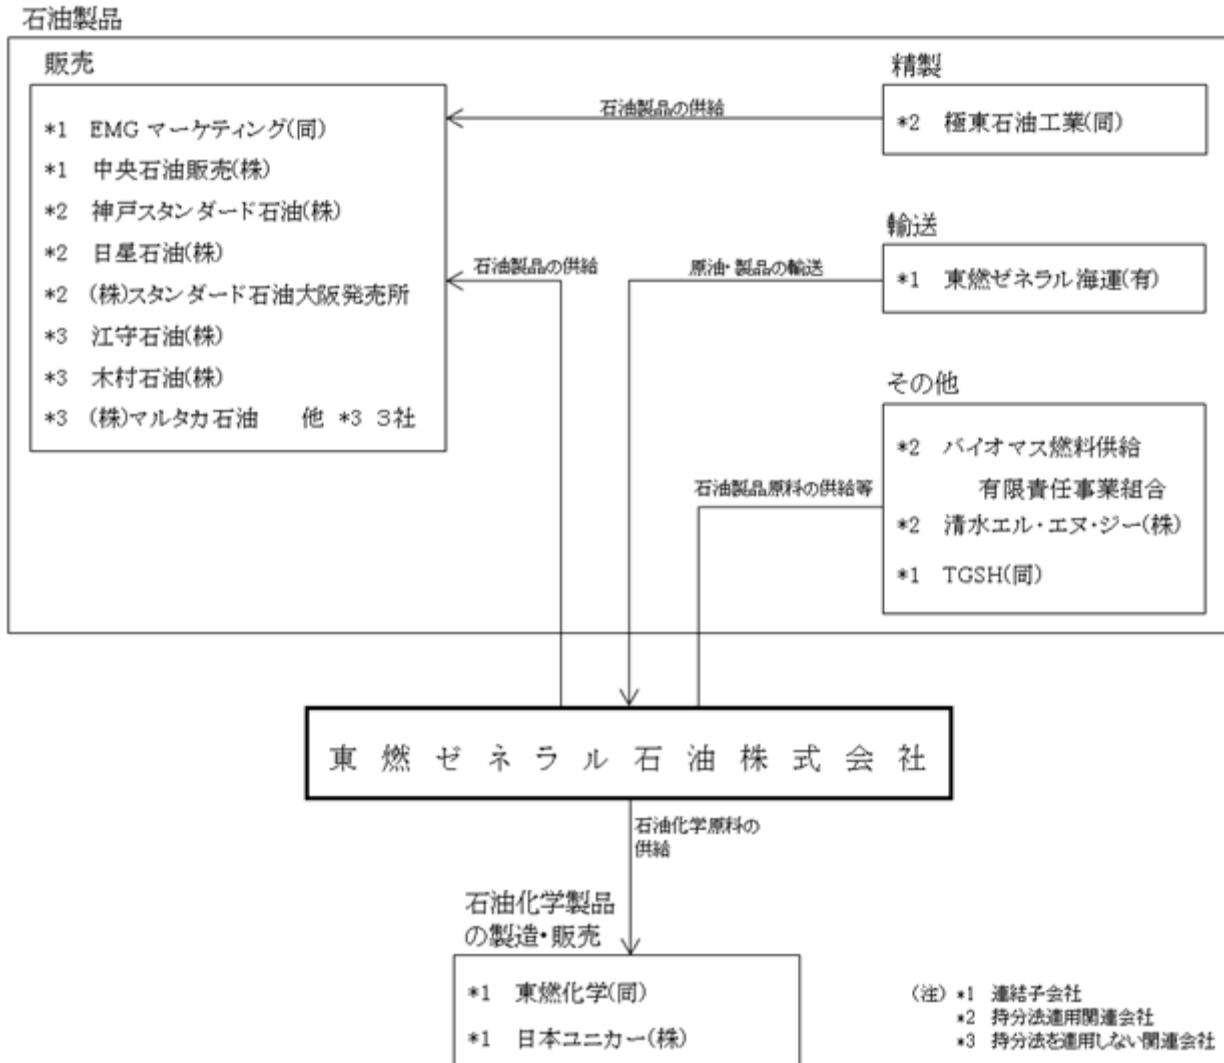 石油製品
販売
*1 EMG マーケティング(同)
*1 中央石油販売(株)
*2 神戸スタンダード石油(株)
*2 日星石油(株)
*2 (株)スタンダード石油大阪発売所
*3 江守石油(株)
*3 木村石油(株)
*3 (株)マルタカ石油 他 *3 3社
石油製品の供給
精製
*2 極東石油工業(同)
石油製品の供給
原油・製品の輸送
輸送
*1 東燃ゼネラル海運(有)
その他
*2 バイオマス燃料供給
有限責任事業組合
*2 清水エル・エヌ・ジー(株)
*1 TGSH(同)
石油製品原料の供給等
東燃ゼネラル石油株式会社
石油化学原料の
供給
石油化学製品
の製造・販売
*1 東燃化学(同)
*1 日本ユニカー(株)
(注) *1 連結子会社
*2 持分法適用関連会社
*3 持分法を適用しない関連会社